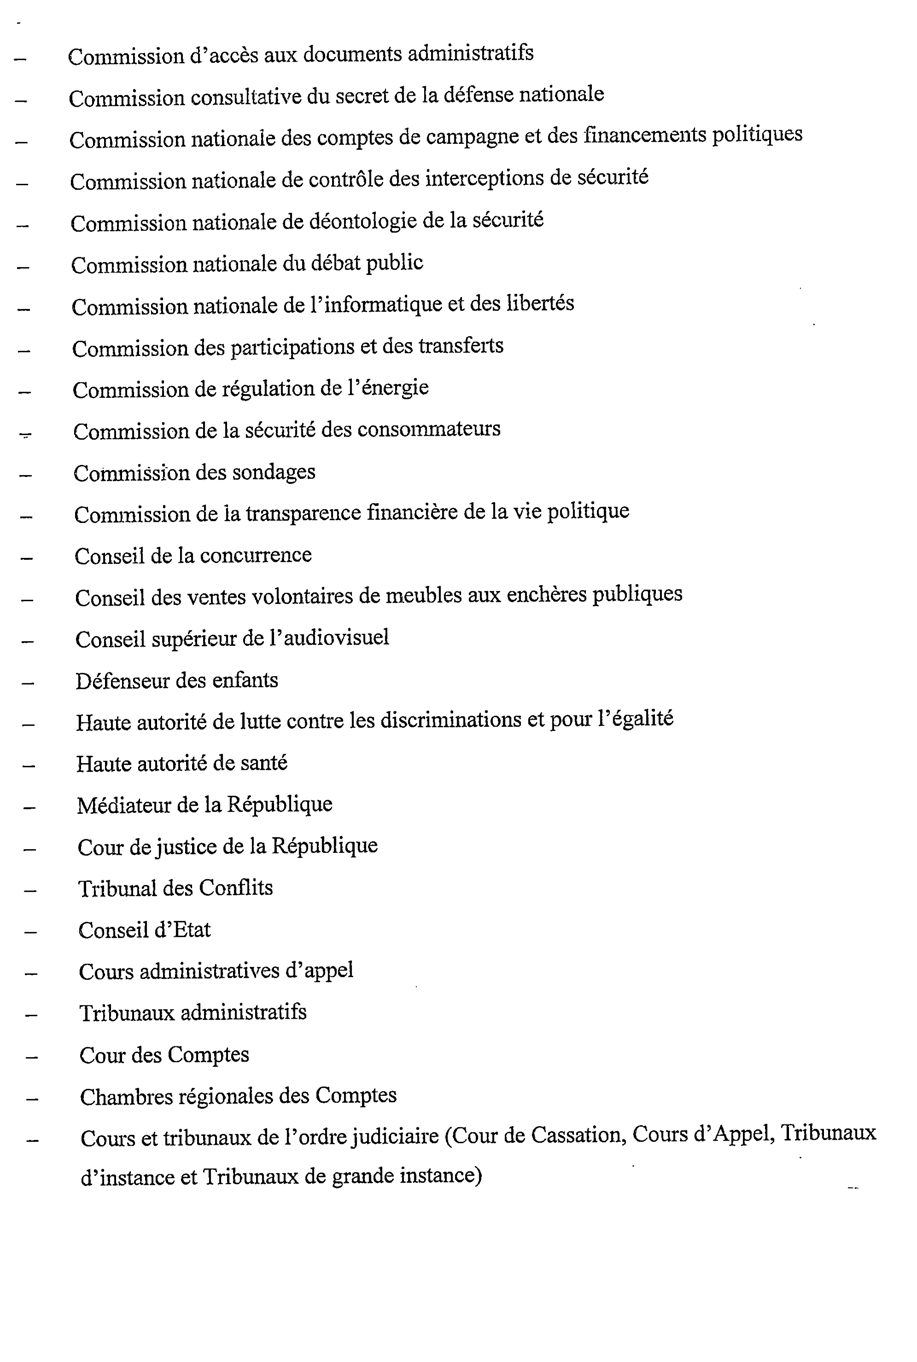 – Commission d’accès aux documents administratifs
– Commission consultative du secret de la défense nationale
– Commission nationale des comptes de campagne et des financements politiques
– Commission nationale de contrôle des interceptions de sécurité
– Commission nationale de déontologie de la sécurité
– Commission nationale du débat public
– Commission nationale de l’informatique et des libertés
– Commission des participations et des transferts
– Commission de régulation de l’énergie
– Commission de la sécurité des consommateurs
– Commission des sondages
– Commission de la transparence financière de la vie politique
– Conseil de la concurrence
– Conseil des ventes volontaires de meubles aux enchères publiques
– Conseil supérieur de l’audiovisuel
– Défenseur des enfants
– Haute autorité de lutte contre les discriminations et pour l’égalité
– Haute autorité de santé
– Médiateur de la République
– Cour de justice de la République
– Tribunal des Conflits
– Conseil d’Etat
– Cours administratives d’appel
– Tribunaux administratifs
– Cour des Comptes
– Chambres régionales des Comptes
– Cours et tribunaux de l’ordre judiciaire (Cour de Cassation, Cours d’Appel, Tribunaux
d’instance et Tribunaux de grande instance)